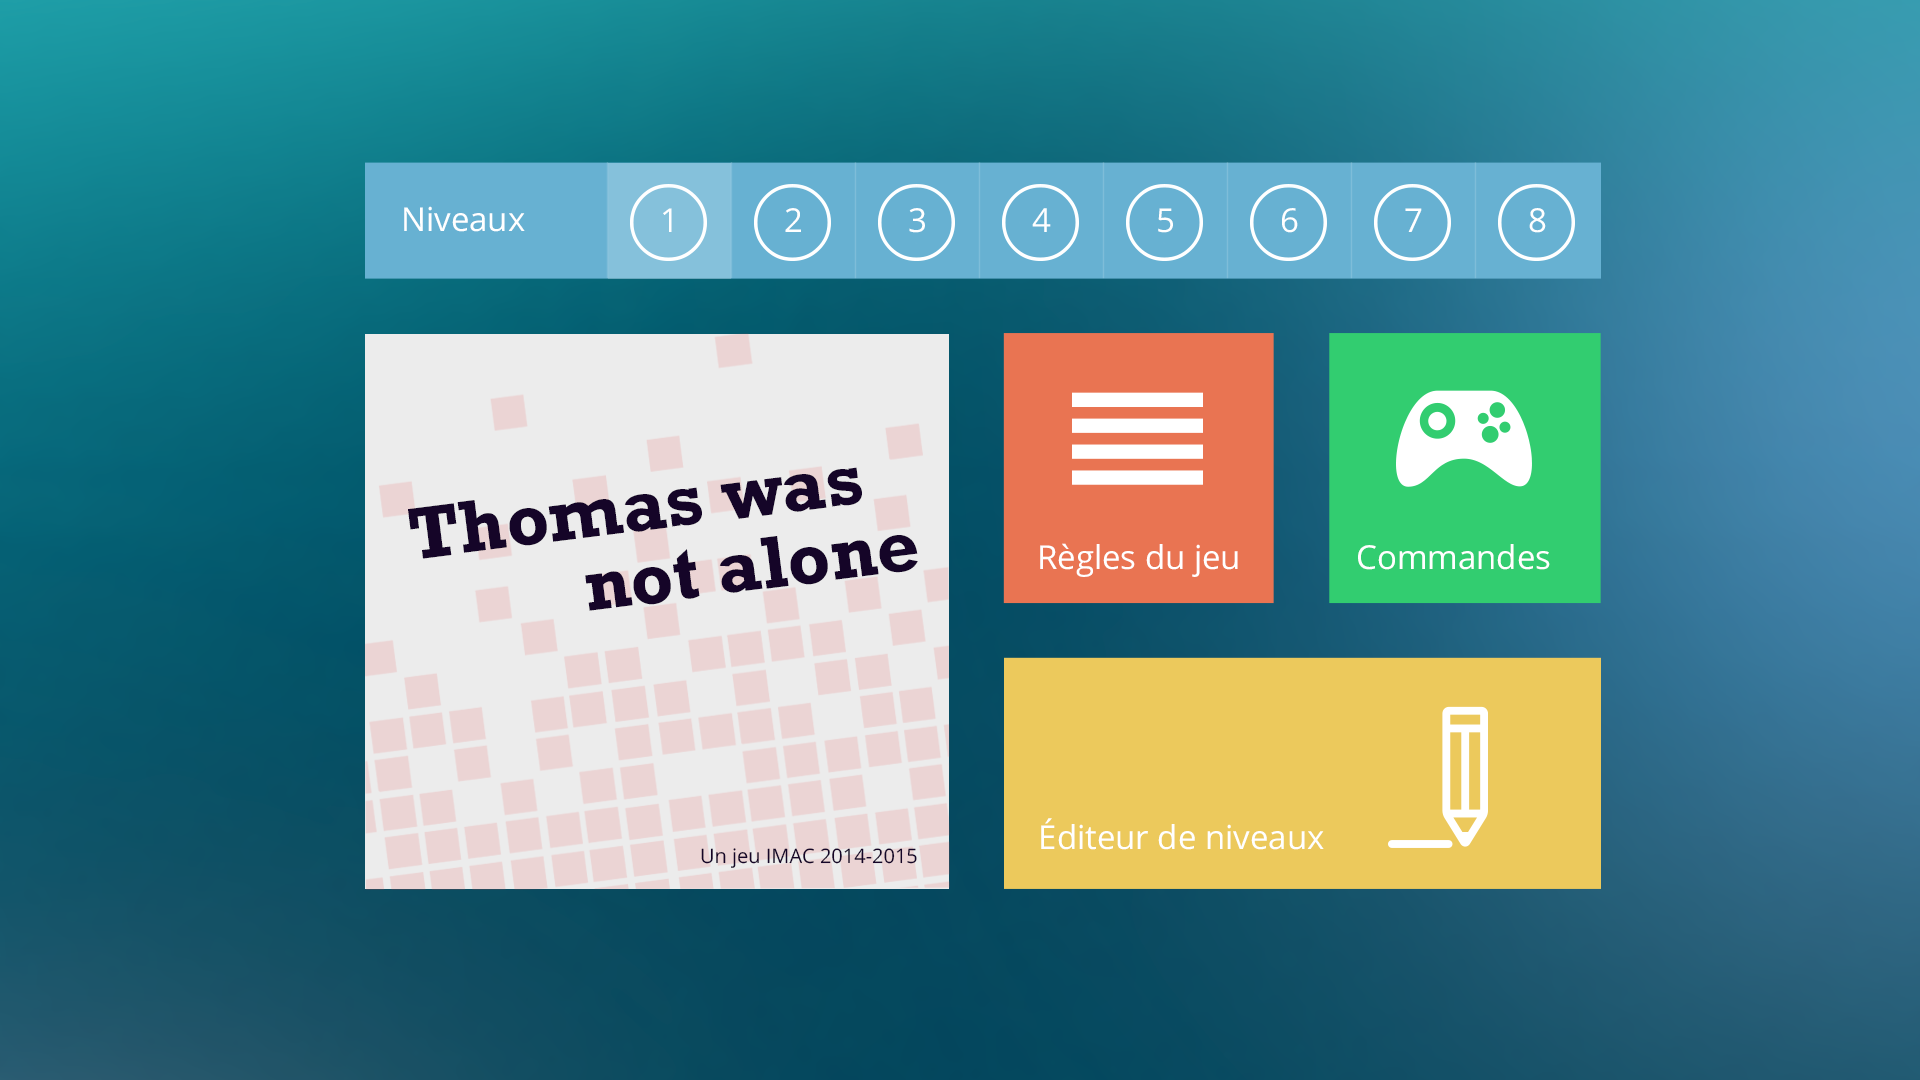 Niveaux 1 2 3 4 5 6 7 8
Thomas was
not alone
Un jeu IMAC 2014-2015
Règles du jeu
Commandes
Éditeur de niveaux